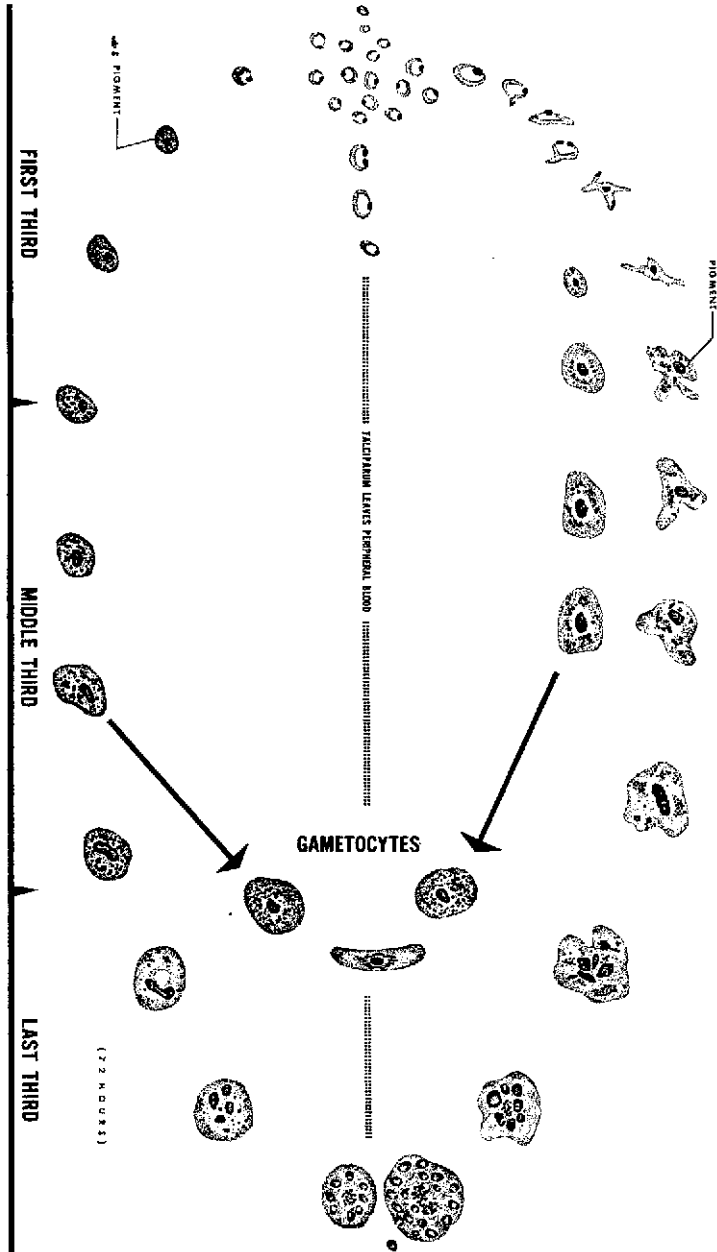 PIGMENT
FALCIPARUM LEAVES PERIPHERAL BLOOD
GAMETOCYTES
PIGMENT
(72 HOURS)
FIRST THIRD
MIDDLE THIRD
LAST THIRD